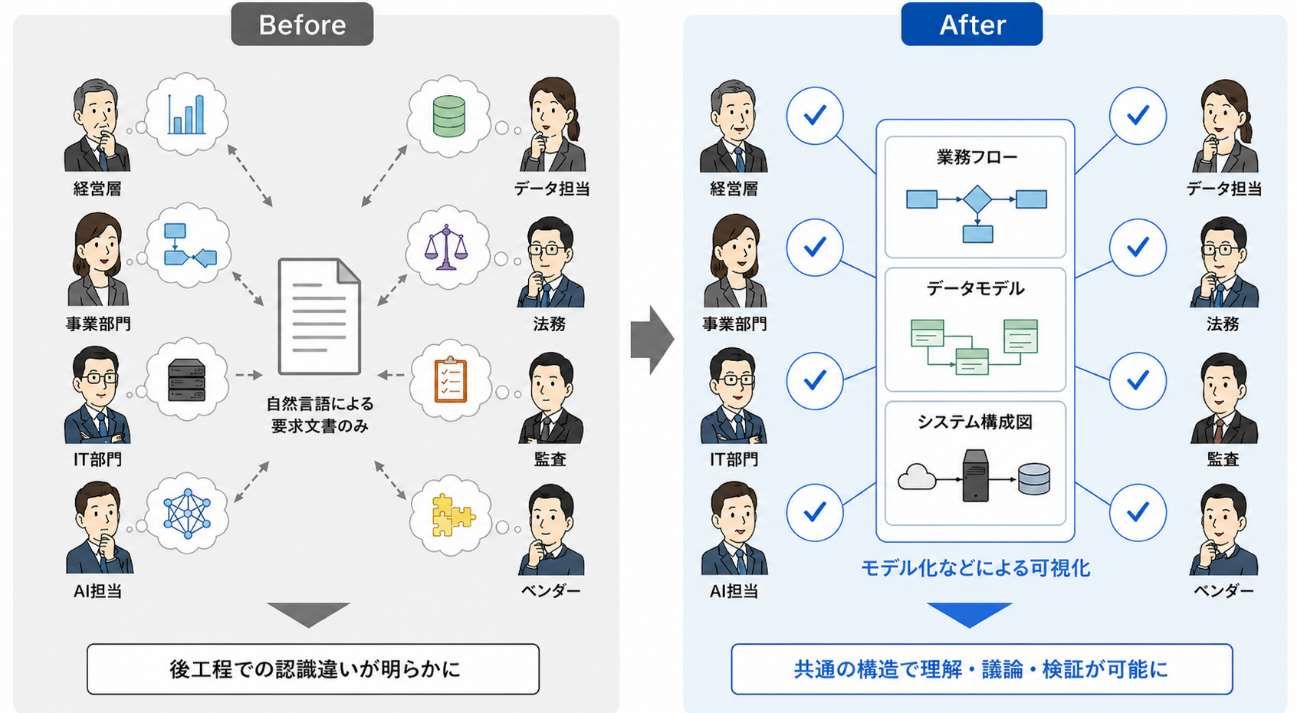 Before
経営層
データ担当
事業部門
法務
自然言語による
要求文書のみ
IT部門
監査
AI担当
ベンダー
後工程での認識違いが明らかに
After
経営層
データ担当
業務フロー
事業部門
法務
データモデル
IT部門
監査
システム構成図
AI担当
ベンダー
モデル化などによる可視化
共通の構造で理解・議論・検証が可能に